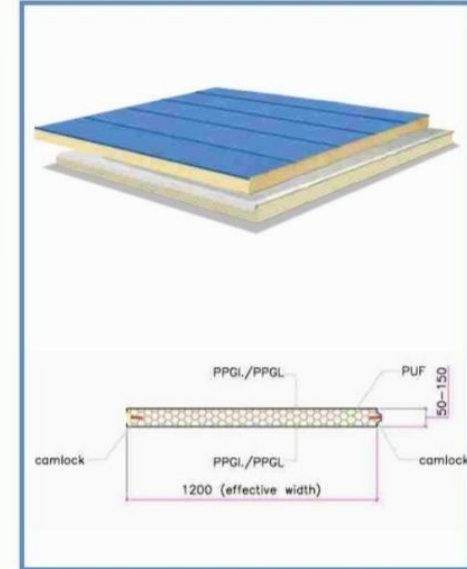 PPGI./PPGL
PUF
50-150
camlock
camlock
PPGI./PPGL
1200 (effective width)